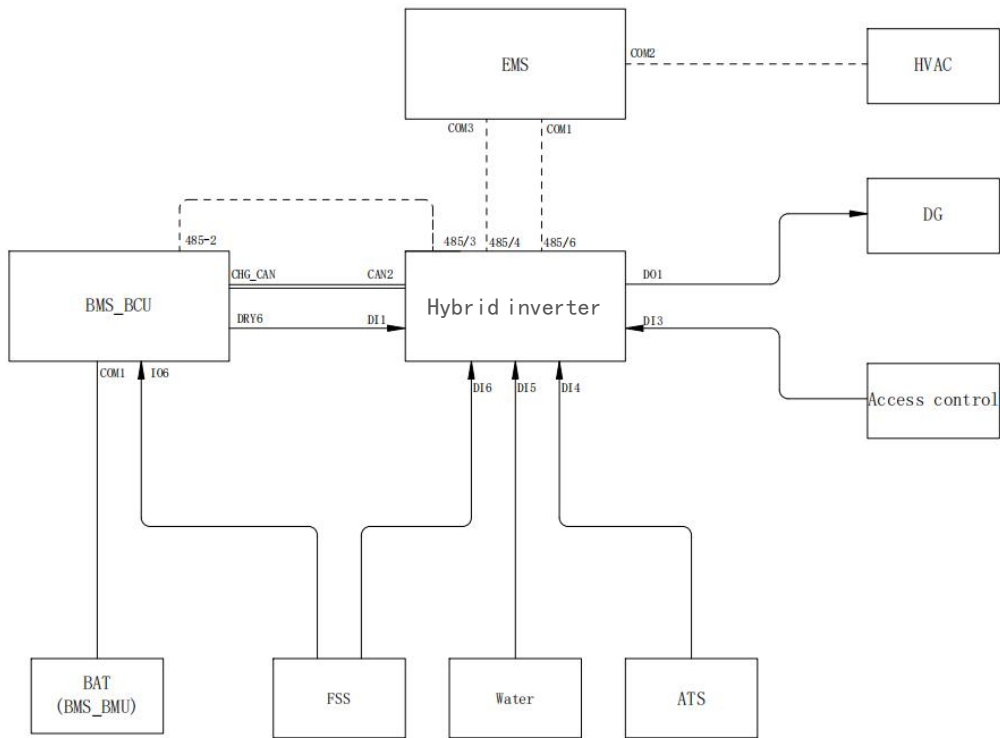 EMS
COM2
HVAC
COM3
COM1
DG
485-2
485/3
485/4
485/6
CHG_CAN
CAN2
DO1
BMS_BCU
Hybrid inverter
DRY6
DI1
DI3
COM1
IO6
DI6
DI5
DI4
Access control
BAT
(BMS_BMU)
FSS
Water
ATS